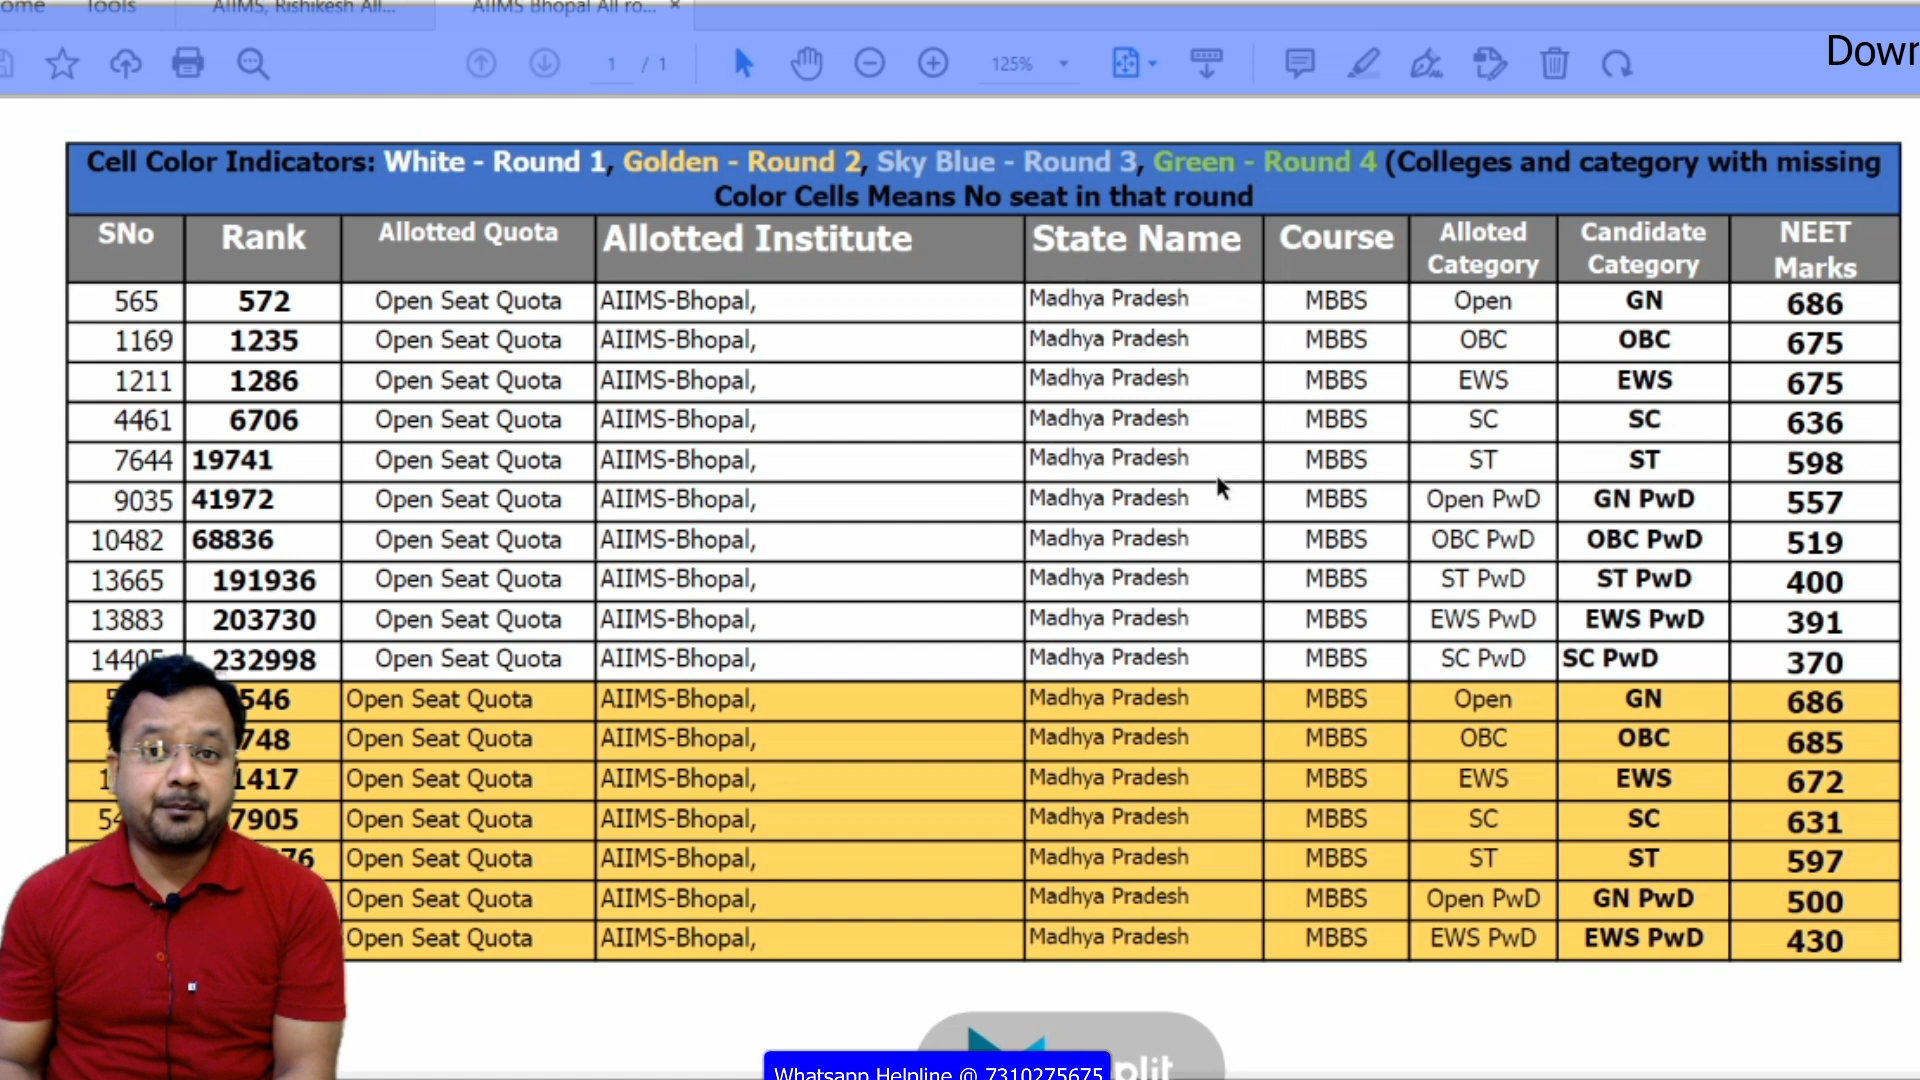 Tools AIIMS, Rishikesh All... AIIMS Bhopal All ro... ×
1 / 1 125%
Down
Cell Color Indicators: White - Round 1, Golden - Round 2, Sky Blue - Round 3, Green - Round 4 (Colleges and category with missing
Color Cells Means No seat in that round
SNo Rank Allotted Quota Allotted Institute State Name Course Alloted Category Candidate Category NEET Marks
565 572 Open Seat Quota AIIMS-Bhopal, Madhya Pradesh MBBS Open GN 686
1169 1235 Open Seat Quota AIIMS-Bhopal, Madhya Pradesh MBBS OBC OBC 675
1211 1286 Open Seat Quota AIIMS-Bhopal, Madhya Pradesh MBBS EWS EWS 675
4461 6706 Open Seat Quota AIIMS-Bhopal, Madhya Pradesh MBBS SC SC 636
7644 19741 Open Seat Quota AIIMS-Bhopal, Madhya Pradesh MBBS ST ST 598
9035 41972 Open Seat Quota AIIMS-Bhopal, Madhya Pradesh MBBS Open PwD GN PwD 557
10482 68836 Open Seat Quota AIIMS-Bhopal, Madhya Pradesh MBBS OBC PwD OBC PwD 519
13665 191936 Open Seat Quota AIIMS-Bhopal, Madhya Pradesh MBBS ST PwD ST PwD 400
13883 203730 Open Seat Quota AIIMS-Bhopal, Madhya Pradesh MBBS EWS PwD EWS PwD 391
14405 232998 Open Seat Quota AIIMS-Bhopal, Madhya Pradesh MBBS SC PwD SC PwD 370
546 Open Seat Quota AIIMS-Bhopal, Madhya Pradesh MBBS Open GN 686
748 Open Seat Quota AIIMS-Bhopal, Madhya Pradesh MBBS OBC OBC 685
1417 Open Seat Quota AIIMS-Bhopal, Madhya Pradesh MBBS EWS EWS 672
7905 Open Seat Quota AIIMS-Bhopal, Madhya Pradesh MBBS SC SC 631
76 Open Seat Quota AIIMS-Bhopal, Madhya Pradesh MBBS ST ST 597
Open Seat Quota AIIMS-Bhopal, Madhya Pradesh MBBS Open PwD GN PwD 500
Open Seat Quota AIIMS-Bhopal, Madhya Pradesh MBBS EWS PwD EWS PwD 430
plit
Whatsapp Helpline @ 7310275675